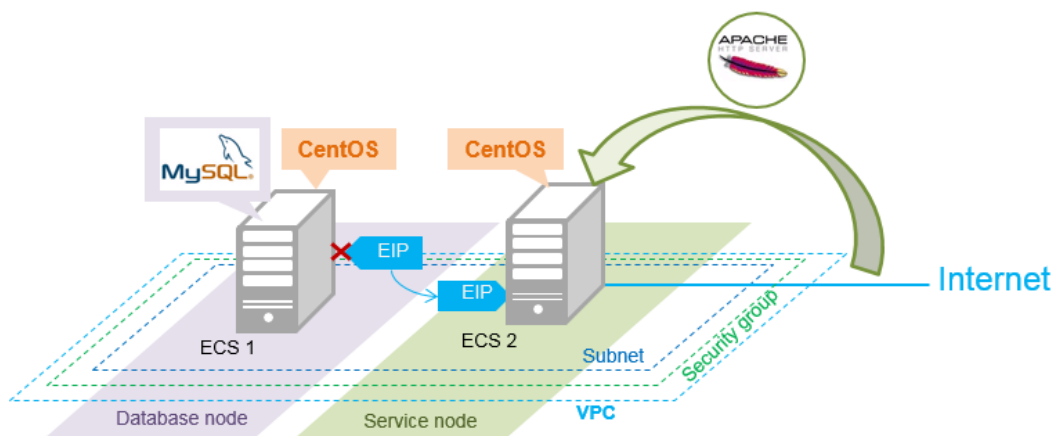 APACHE
HTTP SERVER
MySQL®
CentOS
CentOS
EIP
EIP
Internet
ECS 1
ECS 2
Subnet
Security group
VPC
Database node
Service node